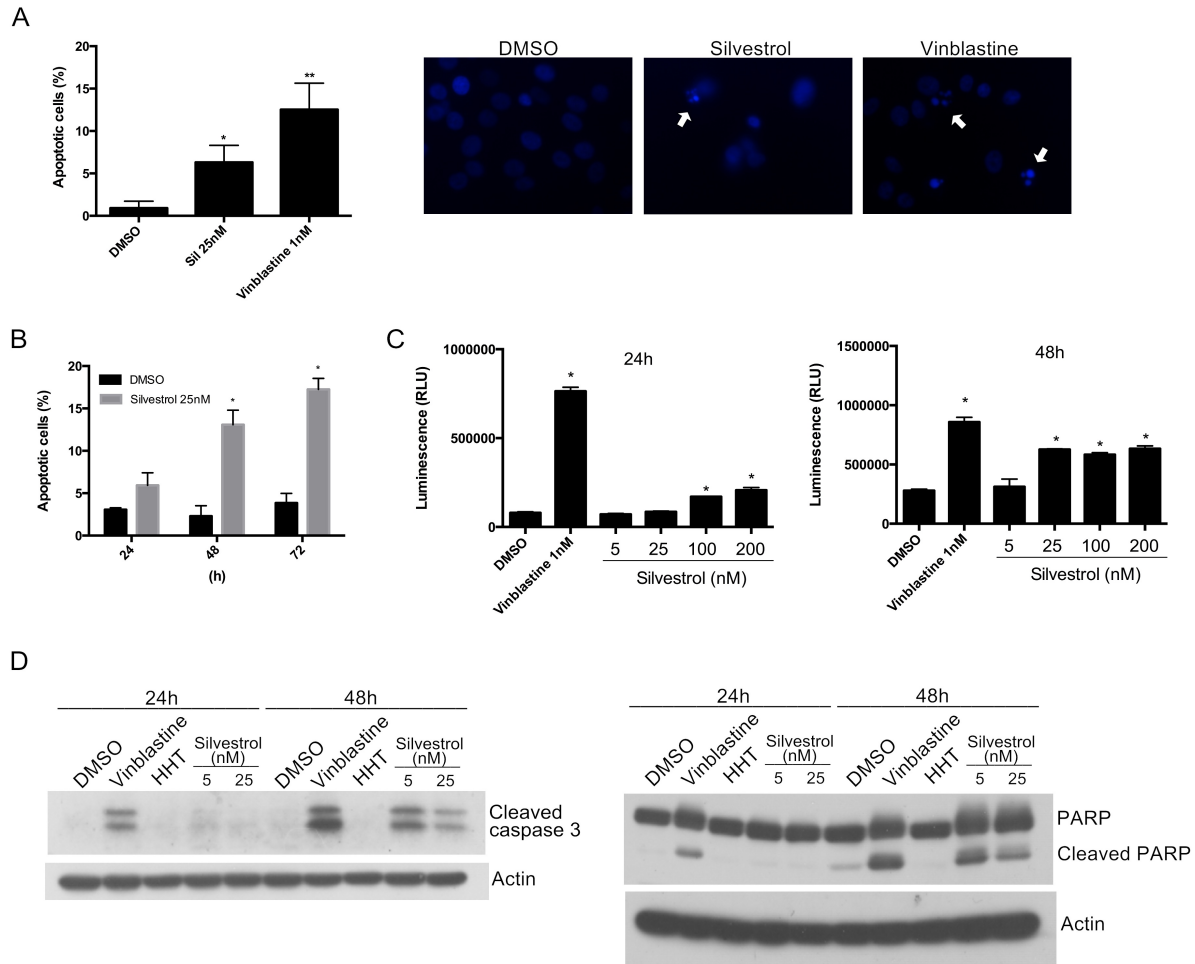 A
Apoptotic cells (%)
20
15
10
5
0
*
**
DMSO
Sil 25nM
Vinblastine 1nM
DMSO
Silvestrol
Vinblastine
B
Apoptotic cells (%)
20
15
10
5
0
DMSO
Silvestrol 25nM
*
*
24
48
72
(h)
C
24h
Luminescence (RLU)
1000000
500000
0
*
*
*
DMSO
Vinblastine 1nM
5 25 100 200
Silvestrol (nM)
48h
Luminescence (RLU)
1500000
1000000
500000
0
*
*
*
*
DMSO
Vinblastine 1nM
5 25 100 200
Silvestrol (nM)
D
24h 48h
DMSO
Vinblastine
HHT
Silvestrol
(nM)
5 25
DMSO
Vinblastine
HHT
Silvestrol
(nM)
5 25
Cleaved
caspase 3
Actin
24h 48h
DMSO
Vinblastine
HHT
Silvestrol
(nM)
5 25
DMSO
Vinblastine
HHT
Silvestrol
(nM)
5 25
PARP
Cleaved PARP
Actin